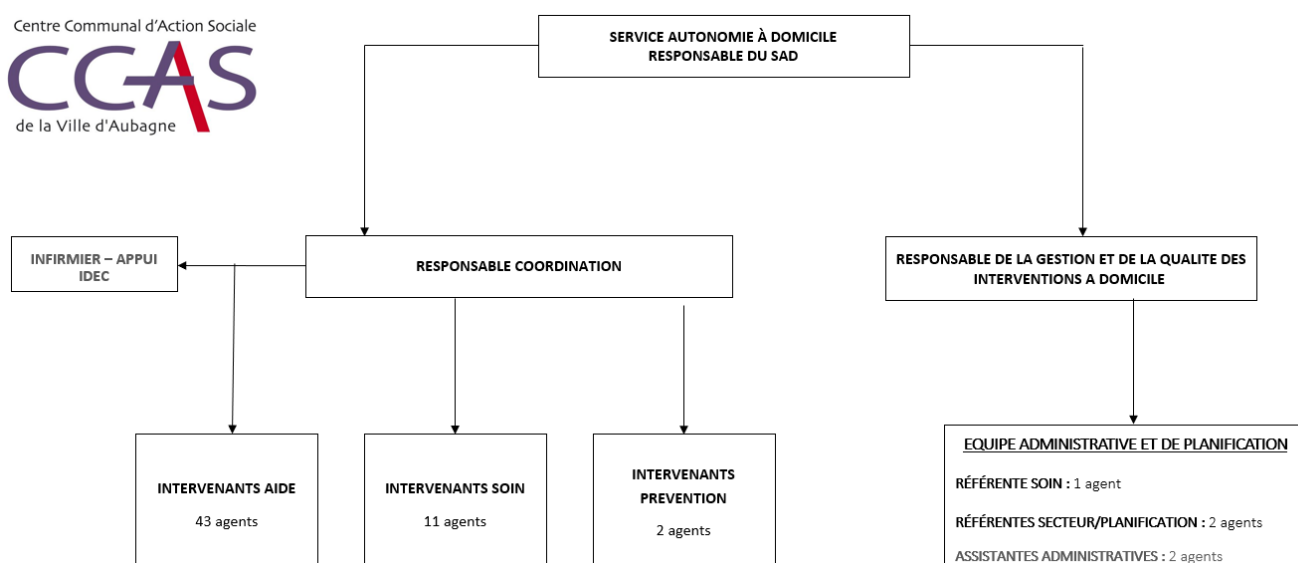 Centre Communal d'Action Sociale
CCAS
de la Ville d'Aubagne
SERVICE AUTONOMIE À DOMICILE
RESPONSABLE DU SAD
INFIRMIER – APPUI
IDEC
RESPONSABLE COORDINATION
RESPONSABLE DE LA GESTION ET DE LA QUALITE DES
INTERVENTIONS A DOMICILE
INTERVENANTS AIDE
43 agents
INTERVENANTS SOIN
11 agents
INTERVENANTS
PREVENTION
2 agents
EQUIPE ADMINISTRATIVE ET DE PLANIFICATION
RÉFÉRENTE SOIN : 1 agent
RÉFÉRENTES SECTEUR/PLANIFICATION : 2 agents
ASSISTANTES ADMINISTRATIVES : 2 agents